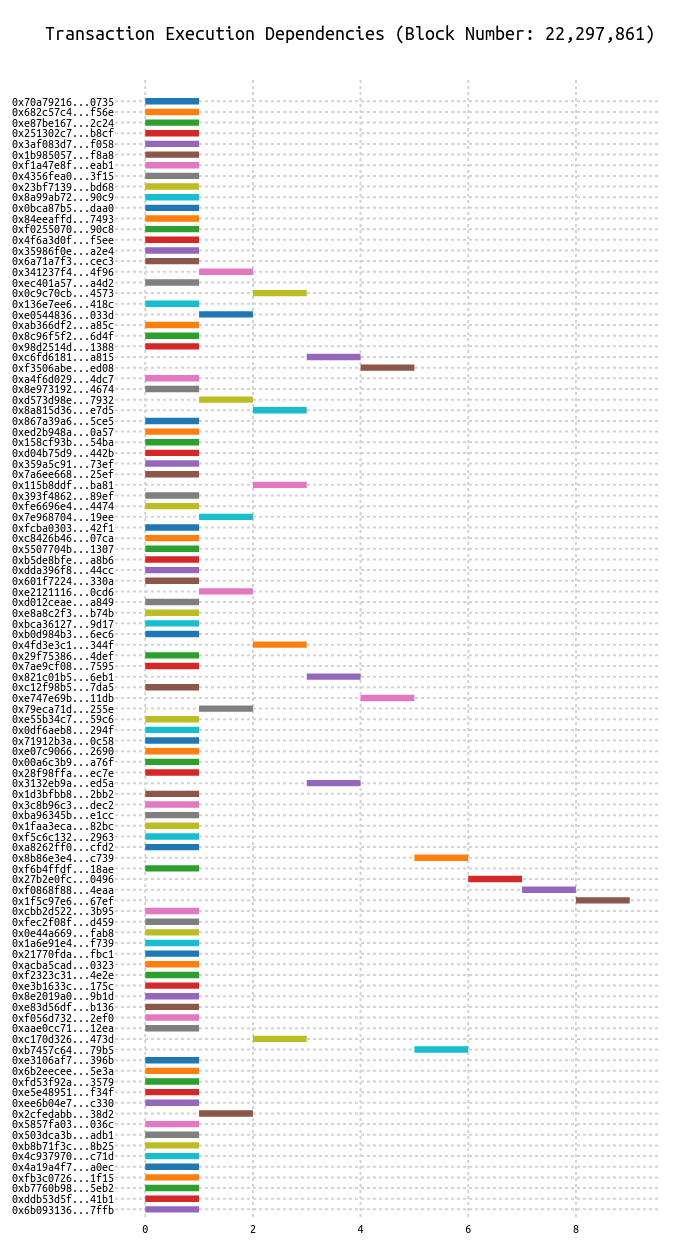 Transaction Execution Dependencies (Block Number: 22,297,861)
0x70a79216...0735
0x682c57c4...f56e
0xe87be167...2c24
0x251302c7...b8cf
0x3af083d7...f058
0x1b985057...f8a8
0xf1a47e8f...eab1
0x4356fea0...3f15
0x23bf7139...bd68
0x8a99ab72...90c9
0x0bca87b5...daa0
0x84eeaffd...7493
0xf0255070...90c8
0x4f6a3d0f...f5ee
0x35986f0e...a2e4
0x6a71a7f3...cec3
0x341237f4...4f96
0xec401a57...a4d2
0x0c9c70cb...4573
0x136e7ee6...418c
0xe0544836...033d
0xab366df2...a85c
0x8c96f5f2...6d4f
0x98d2514d...1388
0xc6fd6181...a815
0xf3506abe...ed08
0xa4f6d029...4dc7
0x8e973192...4674
0xd573d98e...7932
0x8a815d36...e7d5
0x867a39a6...5ce5
0xed2b948a...0a57
0x158cf93b...54ba
0xd04b75d9...442b
0x359a5c91...73ef
0x7a6ee668...25ef
0x115b8ddf...ba81
0x393f4862...89ef
0xfe6696e4...4474
0x7e968704...19ee
0xfcba0303...42f1
0xc8426b46...07ca
0x5507704b...1307
0xb5de8bfe...a8b6
0xdda396f8...44cc
0x601f7224...330a
0xe2121116...0cd6
0xd012ceae...a849
0xe8a8c2f3...b74b
0xbca36127...9d17
0xb0d984b3...6ec6
0x4fd3e3c1...344f
0x29f75386...4def
0x7ae9cf08...7595
0x821c01b5...6eb1
0xc12f98b5...7da5
0xe747e69b...11db
0x79eca71d...255e
0xe55b34c7...59c6
0x0df6aeb8...294f
0x71912b3a...0c58
0xe07c9066...2690
0x00a6c3b9...a76f
0x28f98ffa...ec7e
0x3132eb9a...ed5a
0x1d3bfbb8...2bb2
0x3c8b96c3...dec2
0xba96345b...e1cc
0x1faa3eca...82bc
0xf5c6c132...2963
0xa8262ff0...cfd2
0x8b86e3e4...c739
0xf6b4ffdf...18ae
0x27b2e0fc...0496
0xf0868f88...4eaa
0x1f5c97e6...67ef
0xcbb2d522...3b95
0xfec2f08f...d459
0x0e44a669...fab8
0x1a6e91e4...f739
0x21770fda...fbc1
0xacba5cad...0323
0xf2323c31...4e2e
0xe3b1633c...175c
0x8e2019a0...9b1d
0xe83d56df...b136
0xf056d732...2ef0
0xaae0cc71...12ea
0xc170d326...473d
0xb7457c64...79b5
0xe3106af7...396b
0x6b2eecee...5e3a
0xfd53f92a...3579
0xe5e48951...f34f
0xee6b04e7...c330
0x2cfedabb...38d2
0x5857fa03...036c
0x503dca3b...adb1
0xb8b71f3c...8b25
0x4c937970...c71d
0x4a19a4f7...a0ec
0xfb3c0726...1f15
0xb7760b98...5eb2
0xddb53d5f...41b1
0x6b093136...7ffb
0 2 4 6 8